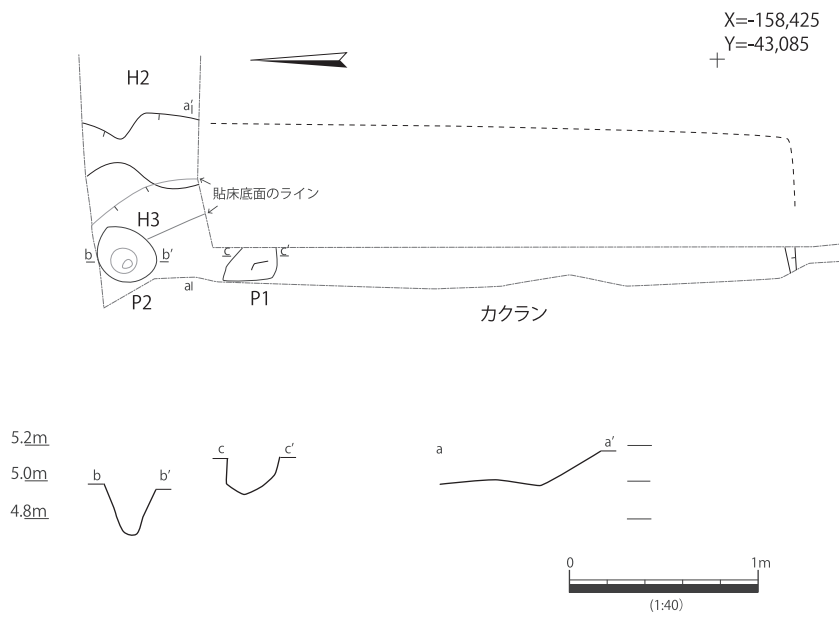 X=-158,425
Y=-43,085
H2
a′
貼床底面のライン
H3
b
b′
c
c′
P2
a
P1
カクラン
5.2m
5.0m
4.8m
b
b′
c
c′
a
a′
0
1m
(1:40)